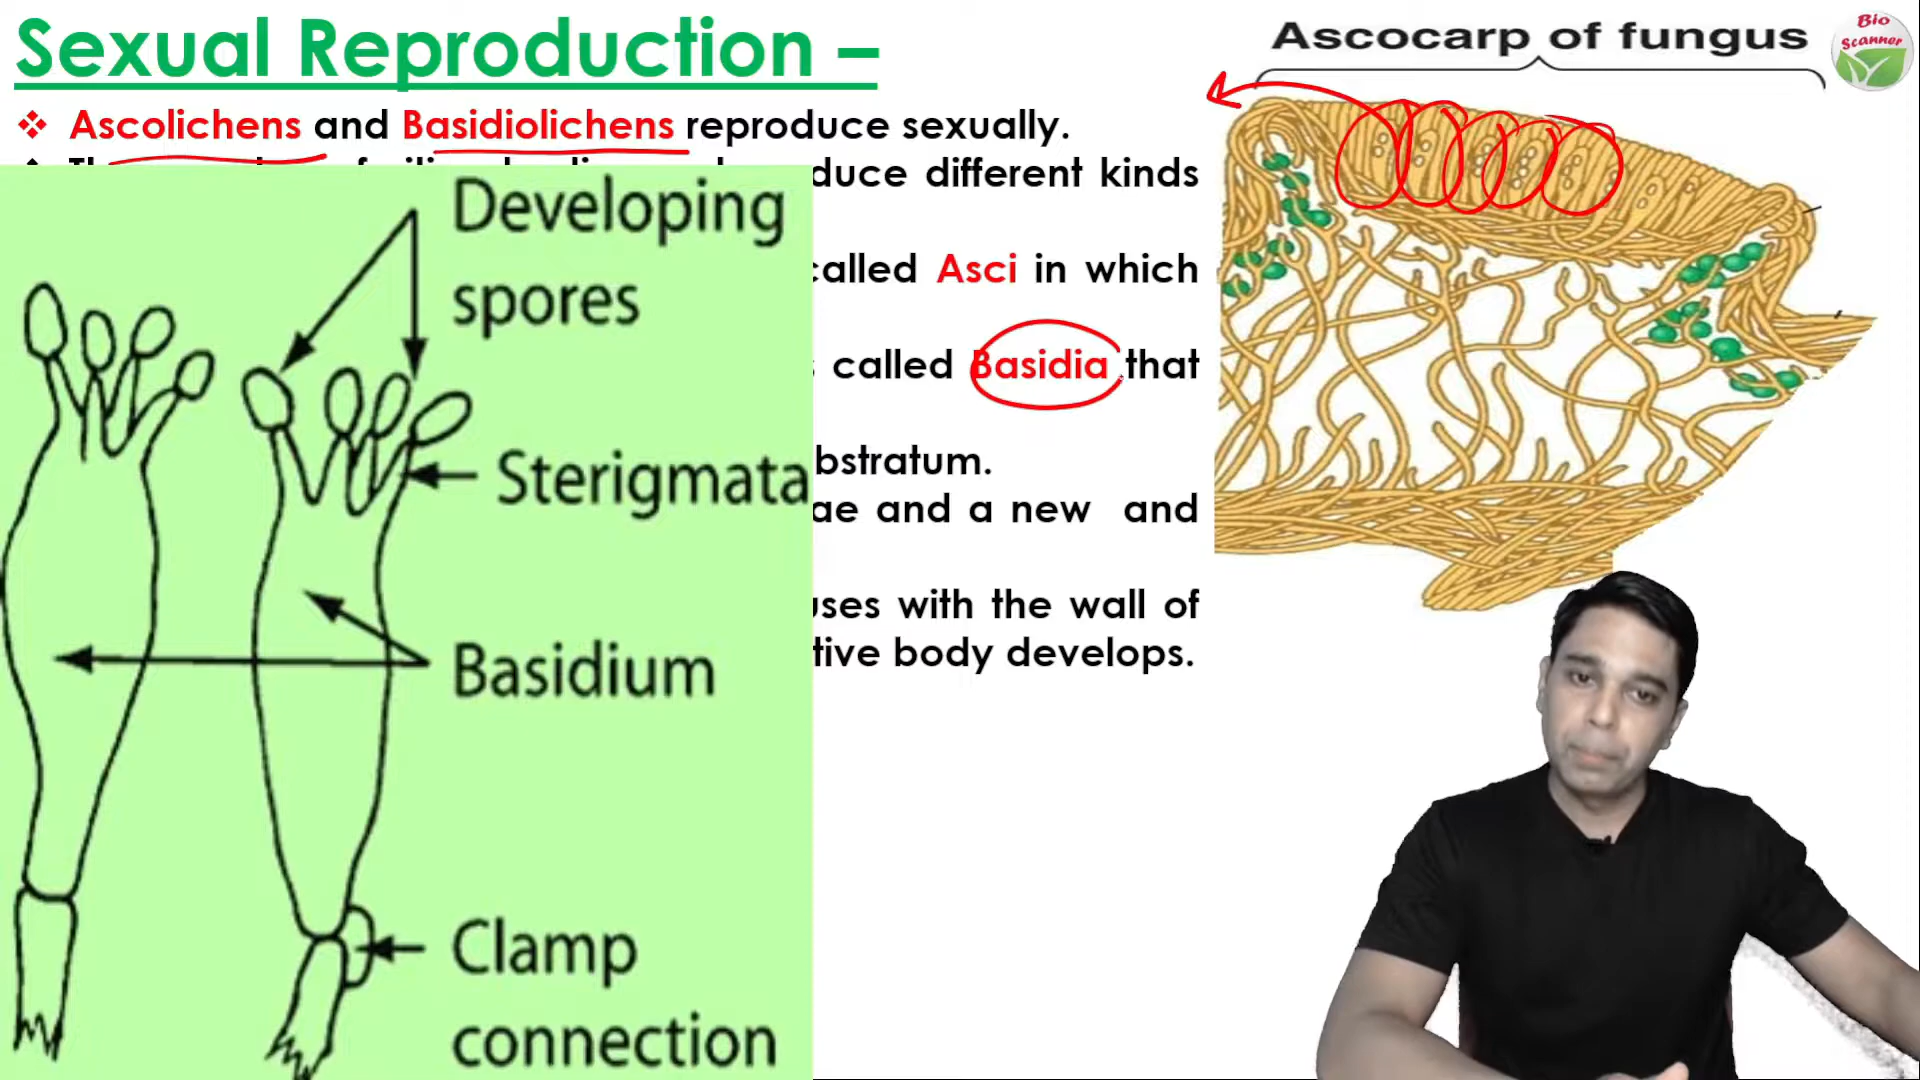 Sexual Reproduction –
Ascocarp of fungus
Bio
Scanner
❖ Ascolichens and Basidiolichens reproduce sexually.
duce different kinds
called Asci in which
called Basidia that
bstratum.
ae and a new and
uses with the wall of
tive body develops.
Developing
spores
Sterigmata
Basidium
Clamp
connection